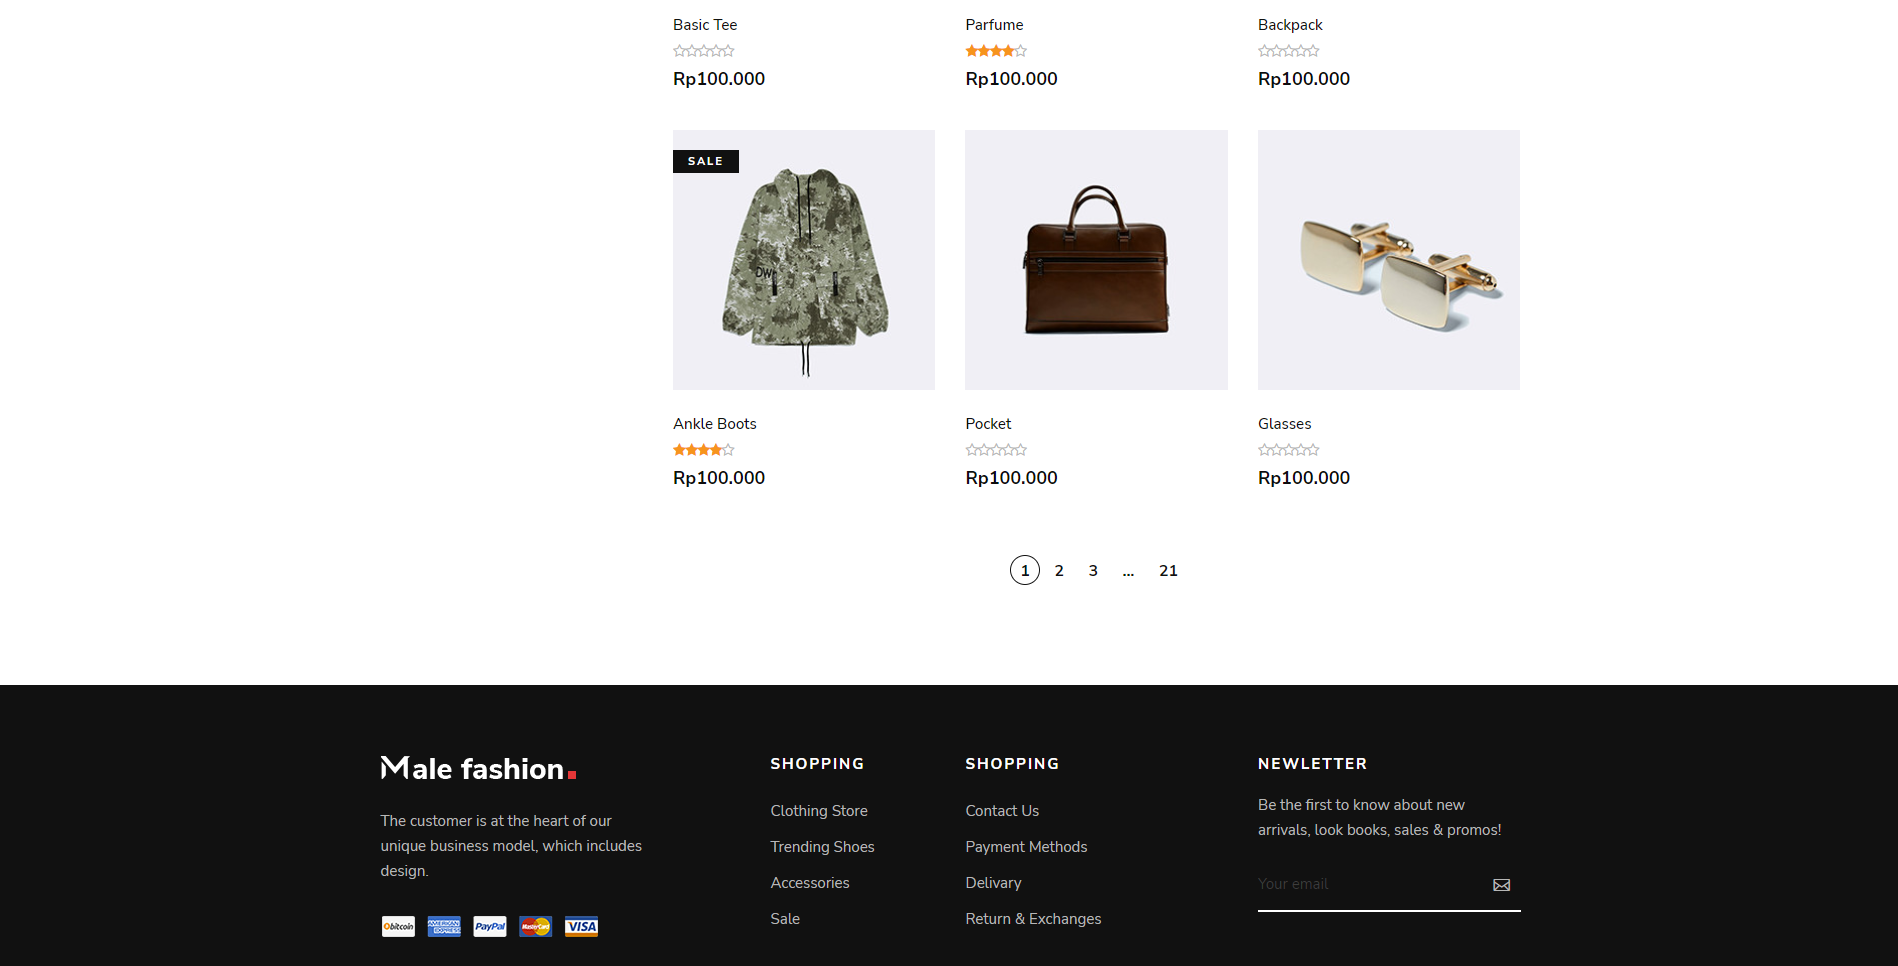 Basic Tee
Parfume
Backpack
Rp100.000
Rp100.000
Rp100.000
SALE
DW
Ankle Boots
Pocket
Glasses
Rp100.000
Rp100.000
Rp100.000
1 2 3 ... 21
Male fashion.
The customer is at the heart of our
unique business model, which includes
design.
bitcoin
AMERICAN EXPRESS
PayPal
MasterCard
VISA
SHOPPING
Clothing Store
Trending Shoes
Accessories
Sale
SHOPPING
Contact Us
Payment Methods
Delivary
Return & Exchanges
NEWLETTER
Be the first to know about new
arrivals, look books, sales & promos!
Your email